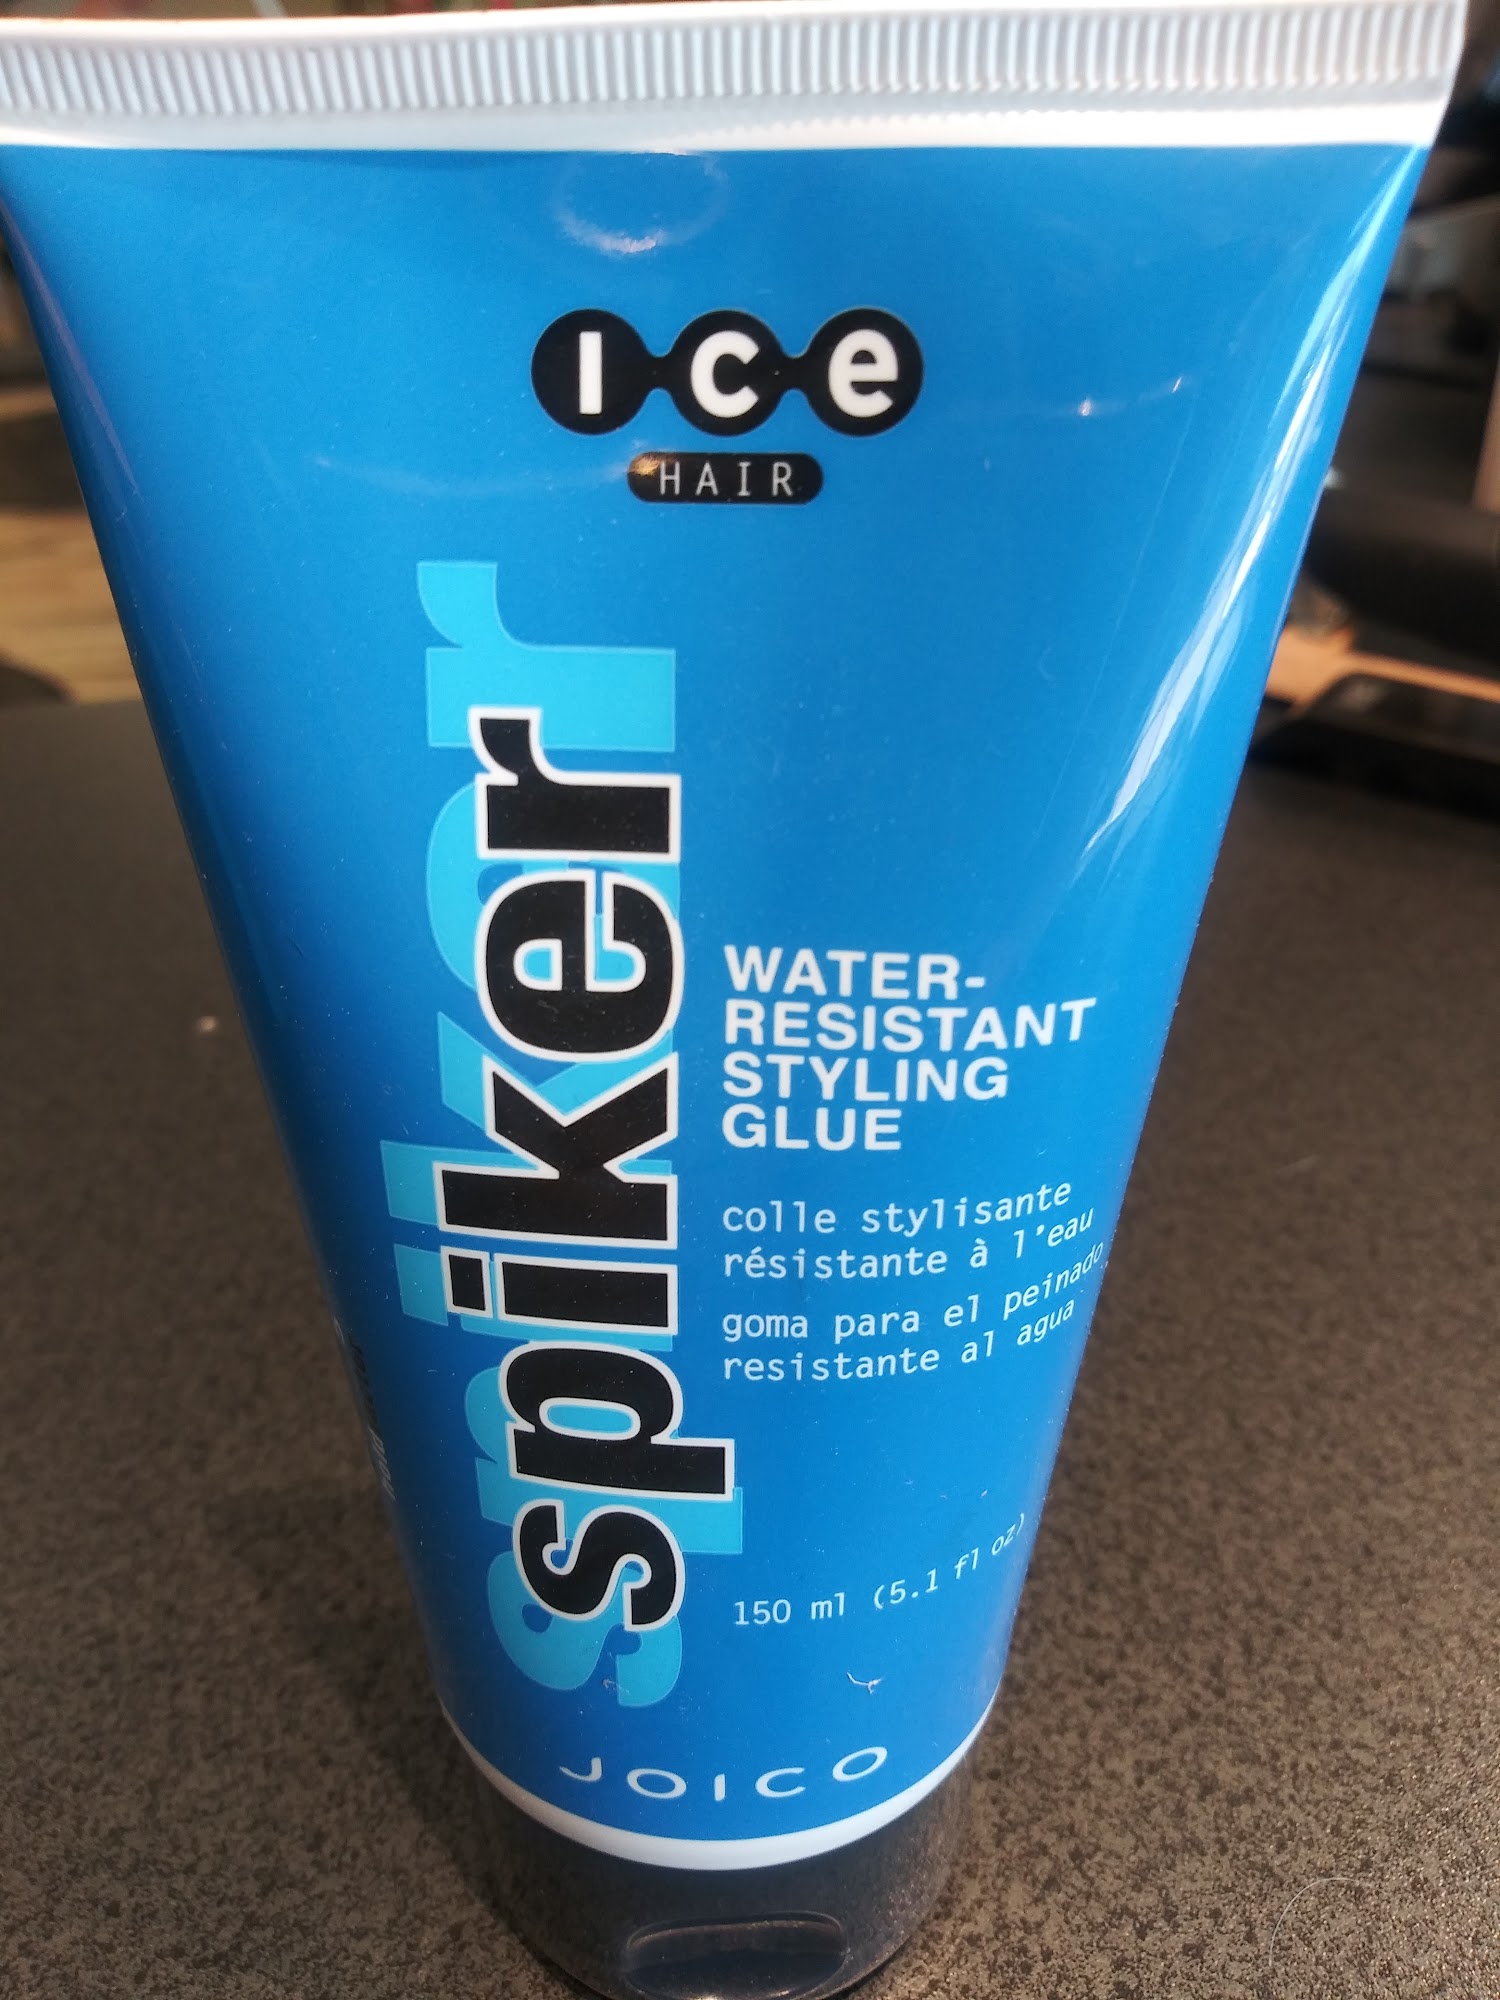 ice
HAIR
spiker
WATER-
RESISTANT
STYLING
GLUE
colle stylisante
résistante à l'eau
goma para el peinado
resistante al agua
150 ml (5.1 fl oz)
JOICO